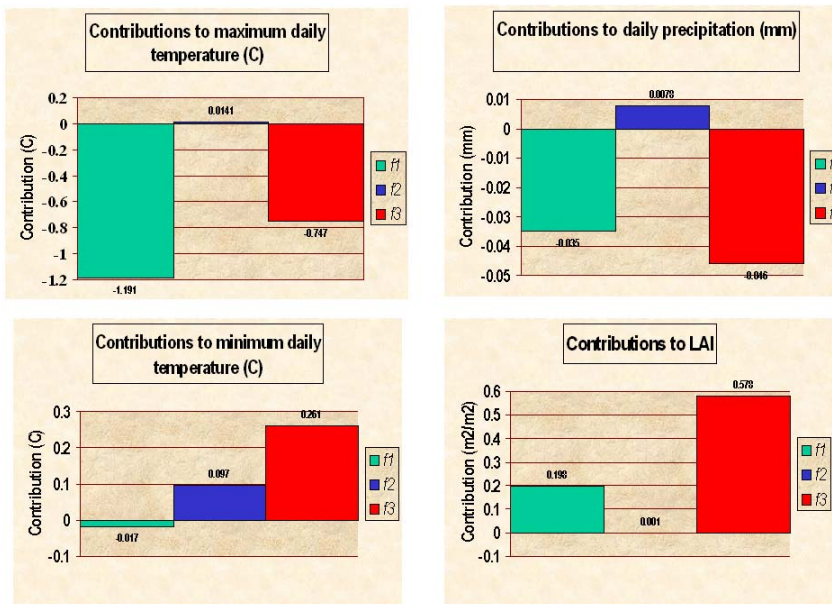 Contributions to maximum daily
temperature (C)
Contribution (C)
0.2
0
-0.2
-0.4
-0.6
-0.8
-1
-1.2
0.0141
-0.747
-1.191
f1
f2
f3
Contributions to daily precipitation (mm)
Contribution (mm)
0.01
0
-0.01
-0.02
-0.03
-0.04
-0.05
0.0078
-0.035
-0.046
Contributions to minimum daily
temperature (C)
Contribution (C)
0.3
0.2
0.1
0
-0.1
0.261
0.097
-0.017
f1
f2
f3
Contributions to LAI
Contribution (m2/m2)
0.6
0.5
0.4
0.3
0.2
0.1
0
-0.1
0.578
0.198
0.001
f1
f2
f3